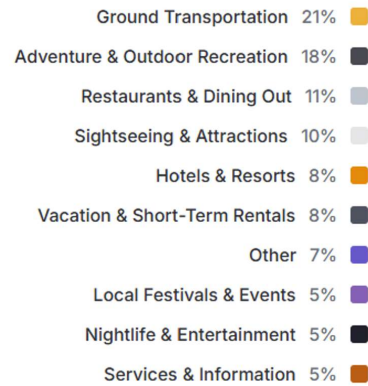 Ground Transportation 21%
Adventure & Outdoor Recreation 18%
Restaurants & Dining Out 11%
Sightseeing & Attractions 10%
Hotels & Resorts 8%
Vacation & Short-Term Rentals 8%
Other 7%
Local Festivals & Events 5%
Nightlife & Entertainment 5%
Services & Information 5%